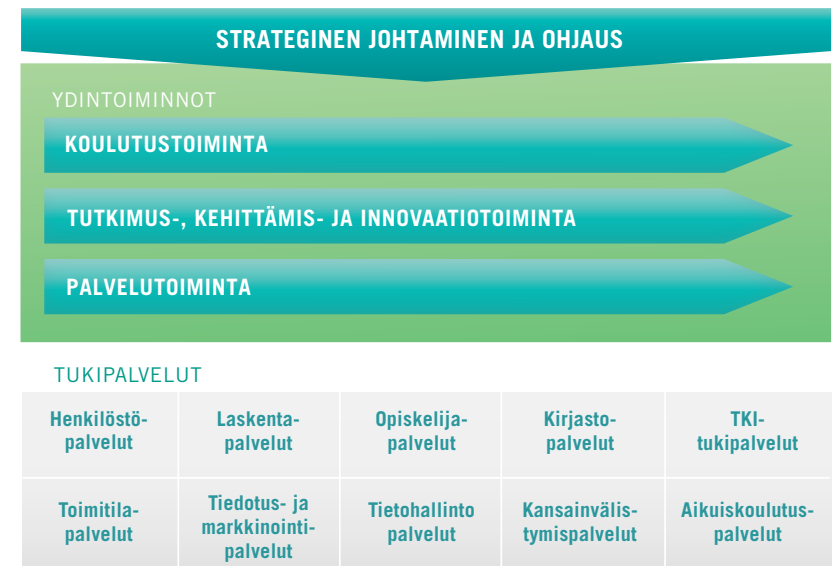 STRATEGINEN JOHTAMINEN JA OHJAUS
YDINTOIMINNOT
KOULUTUSTOIMINTA
TUTKIMUS-, KEHITTÄMIS- JA INNOVAATIOTOIMINTA
PALVELUTOIMINTA
TUKIPALVELUT
Henkilöstö-
palvelut
Laskenta-
palvelut
Opiskelija-
palvelut
Kirjasto-
palvelut
TKI-
tukipalvelut
Toimitila-
palvelut
Tiedotus- ja
markkinointi-
palvelut
Tietohallinto
palvelut
Kansainvälis-
tymispalvelut
Aikuiskoulutus-
palvelut